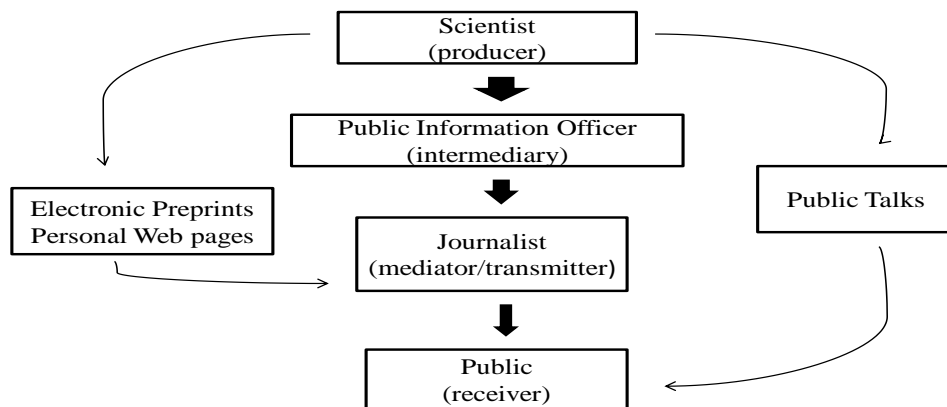 Scientist
(producer)
Public Information Officer
(intermediary)
Electronic Preprints
Personal Web pages
Public Talks
Journalist
(mediator/transmitter)
Public
(receiver)